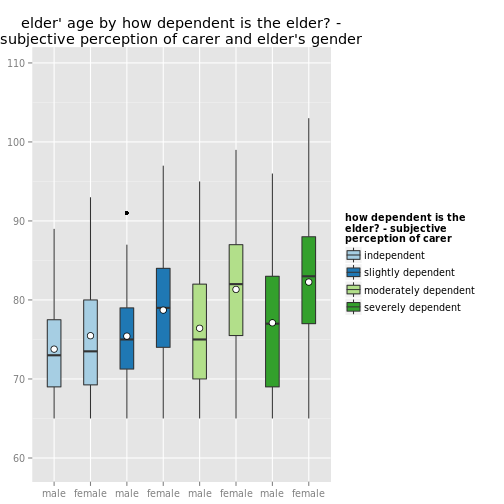 elder' age by how dependent is the elder? -
subjective perception of carer and elder's gender
110
100
90
80
70
60
male female male female male female male female
how dependent is the
elder? - subjective
perception of carer
independent
slightly dependent
moderately dependent
severely dependent